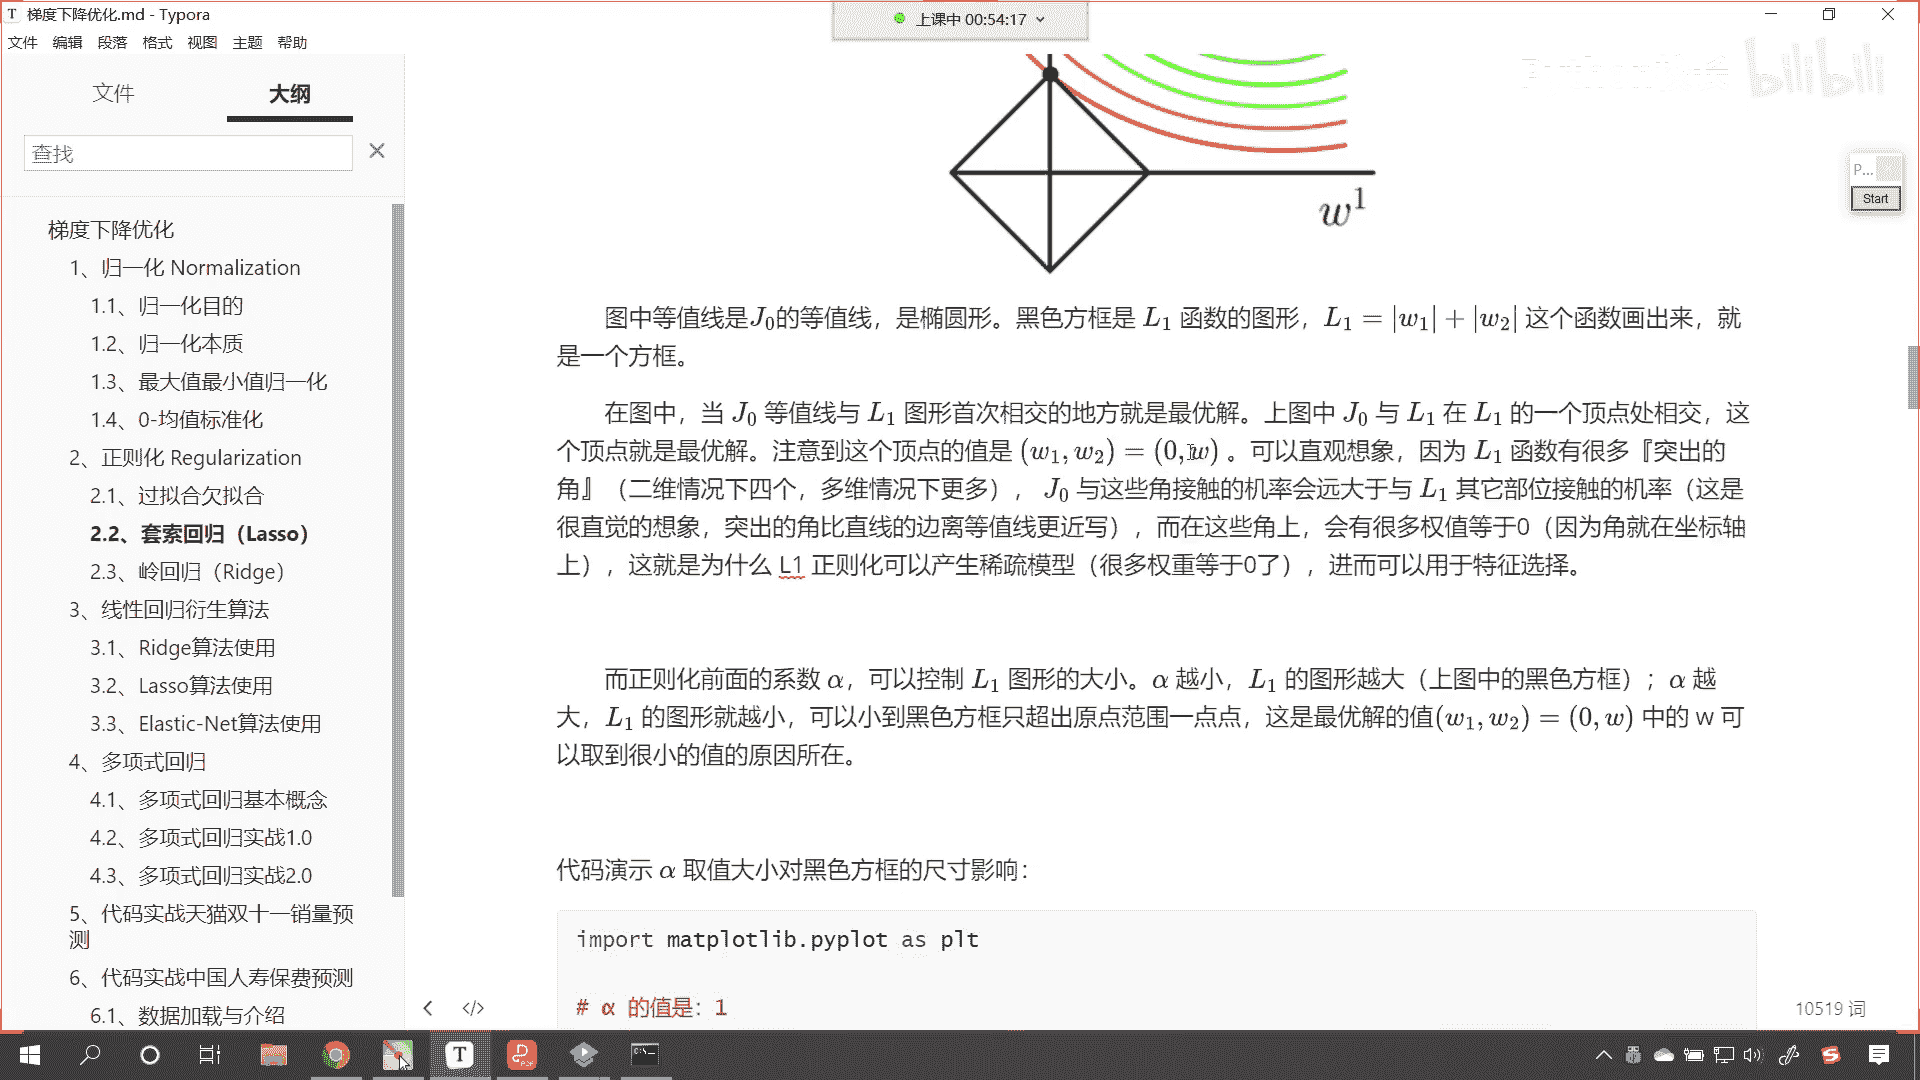 梯度下降优化.md - Typora
上课中 00:54:17
文件 编辑 段落 格式 视图 主题 帮助
bilibili
文件 大纲
查找
梯度下降优化
1、归一化 Normalization
1.1、归一化目的
1.2、归一化本质
1.3、最大值最小值归一化
1.4、0-均值标准化
2、正则化 Regularization
2.1、过拟合欠拟合
2.2、套索回归（Lasso）
2.3、岭回归（Ridge）
3、线性回归衍生算法
3.1、Ridge算法使用
3.2、Lasso算法使用
3.3、Elastic-Net算法使用
4、多项式回归
4.1、多项式回归基本概念
4.2、多项式回归实战1.0
4.3、多项式回归实战2.0
5、代码实战天猫双十一销量预
测
6、代码实战中国人寿保费预测
6.1、数据加载与介绍
P...
Start
w¹
图中等值线是J₀的等值线，是椭圆形。黑色方框是 L₁ 函数的图形，L₁ = |w₁| + |w₂| 这个函数画出来，就
是一个方框。
在图中，当 J₀ 等值线与 L₁ 图形首次相交的地方就是最优解。上图中 J₀ 与 L₁ 在 L₁ 的一个顶点处相交，这
个顶点就是最优解。注意到这个顶点的值是 (w₁, w₂) = (0, w) 。可以直观想象，因为 L₁ 函数有很多『突出的
角』（二维情况下四个，多维情况下更多）， J₀ 与这些角接触的机率会远大于与 L₁ 其它部位接触的机率（这是
很直觉的想象，突出的角比直线的边离等值线更近写），而在这些角上，会有很多权值等于0（因为角就在坐标轴
上），这就是为什么 L1 正则化可以产生稀疏模型（很多权重等于0了），进而可以用于特征选择。
而正则化前面的系数 α，可以控制 L₁ 图形的大小。α 越小，L₁ 的图形越大（上图中的黑色方框）；α 越
大，L₁ 的图形就越小，可以小到黑色方框只超出原点范围一点点，这是最优解的值(w₁, w₂) = (0, w) 中的 w 可
以取到很小的值的原因所在。
代码演示 α 取值大小对黑色方框的尺寸影响：
import matplotlib.pyplot as plt
# α 的值是：1
10519 词